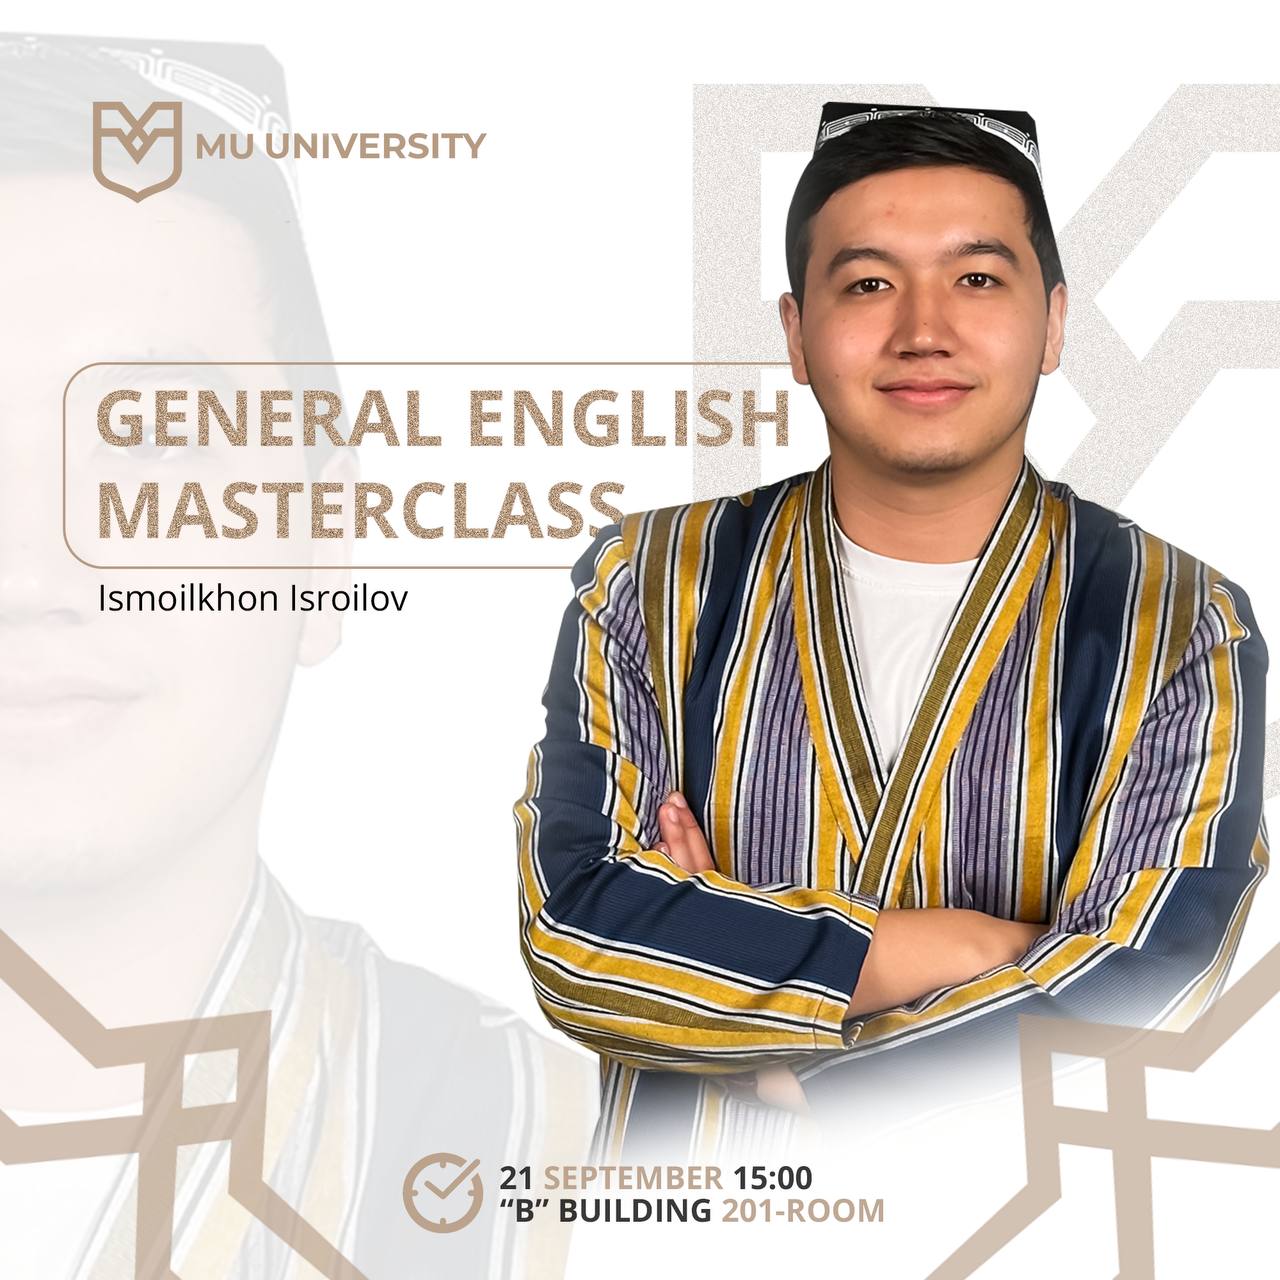 MU UNIVERSITY
GENERAL ENGLISH
MASTERCLASS
Ismoilkhon Isroilov
21 SEPTEMBER 15:00
“B” BUILDING 201-ROOM